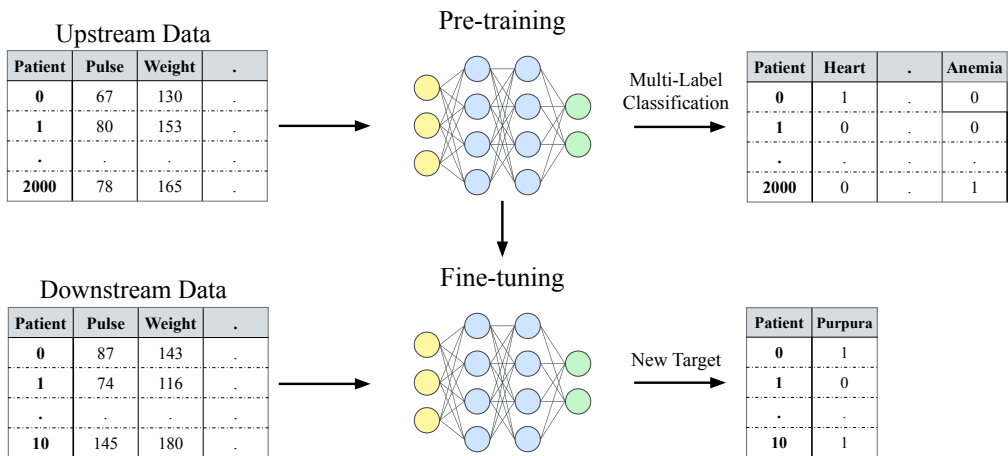 Pre-training
Upstream Data
Patient Pulse Weight .
0 67 130 .
1 80 153 .
. . . .
2000 78 165 .
Multi-Label
Classification
Patient Heart . Anemia
0 1 . 0
1 0 . 0
. . . .
2000 0 . 1
Fine-tuning
Downstream Data
Patient Pulse Weight .
0 87 143 .
1 74 116 .
. . . .
10 145 180 .
New Target
Patient Purpura
0 1
1 0
. .
10 1